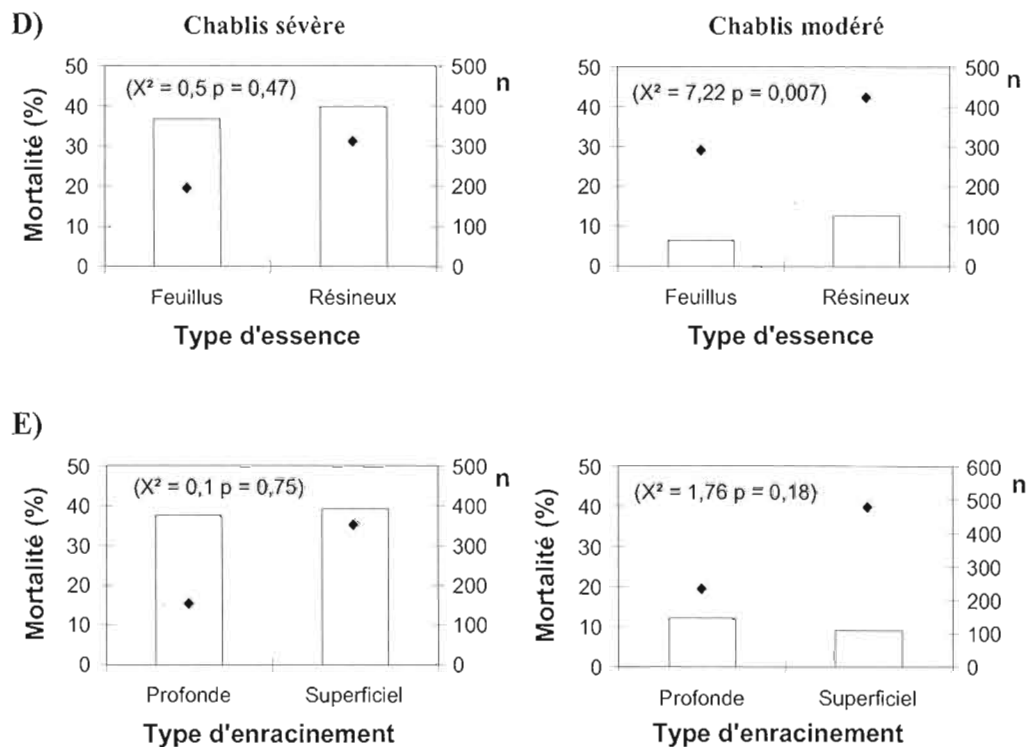 D)
Chablis sévère
Chablis modéré
50
40
30
20
10
0
Mortalité (%)
(X² = 0,5 p = 0,47)
500
400
300
200
100
0
n
Feuillus
Résineux
Type d'essence
50
40
30
20
10
0
(X² = 7,22 p = 0,007)
500
400
300
200
100
0
n
Feuillus
Résineux
Type d'essence
E)
50
40
30
20
10
0
Mortalité (%)
(X² = 0,1 p = 0,75)
500
400
300
200
100
0
n
Profonde
Superficiel
Type d'enracinement
50
40
30
20
10
0
Mortalité (%)
(X² = 1,76 p = 0,18)
600
500
400
300
200
100
0
n
Profonde
Superficiel
Type d'enracinement